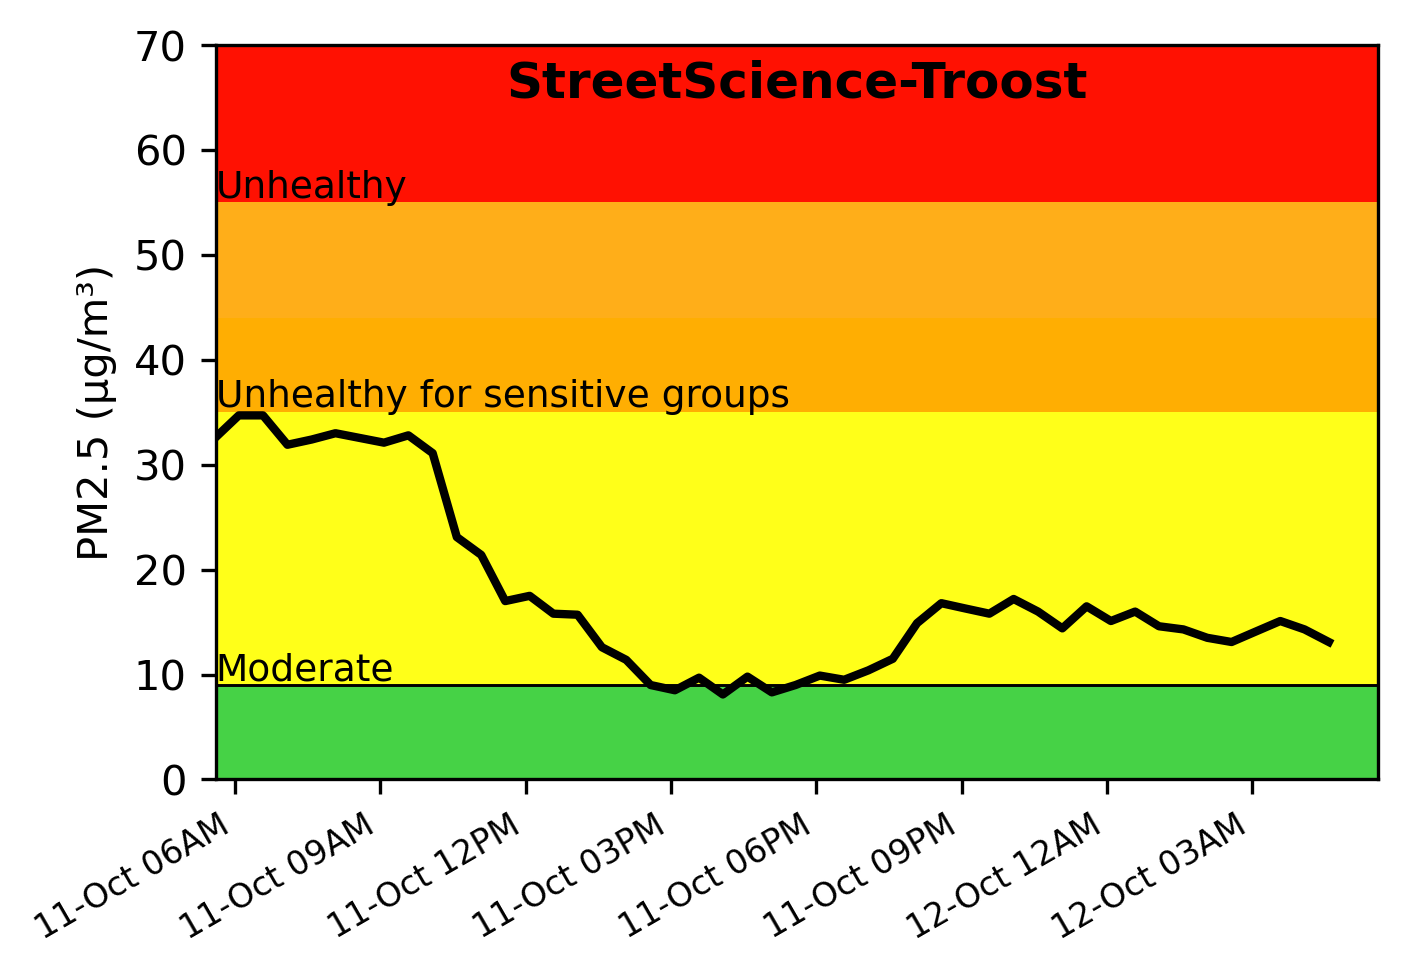 StreetScience-Troost
70
60
50
40
30
20
10
0
PM2.5 (µg/m³)
Unhealthy
Unhealthy for sensitive groups
Moderate
11-Oct 06AM
11-Oct 09AM
11-Oct 12PM
11-Oct 03PM
11-Oct 06PM
11-Oct 09PM
12-Oct 12AM
12-Oct 03AM